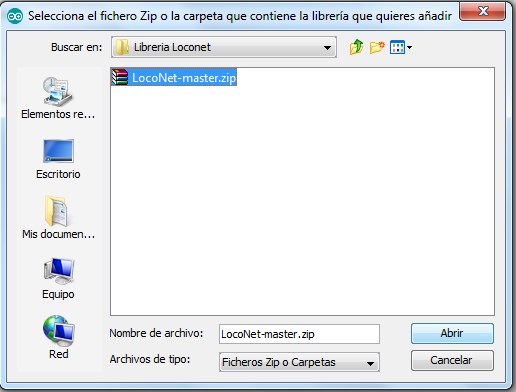 Selecciona el fichero Zip o la carpeta que contiene la librería que quieres añadir
Buscar en:
Libreria Loconet
LocoNet-master.zip
Elementos re...
Escritorio
Mis documen...
Equipo
Red
Nombre de archivo:
LocoNet-master.zip
Abrir
Archivos de tipo:
Ficheros Zip o Carpetas
Cancelar